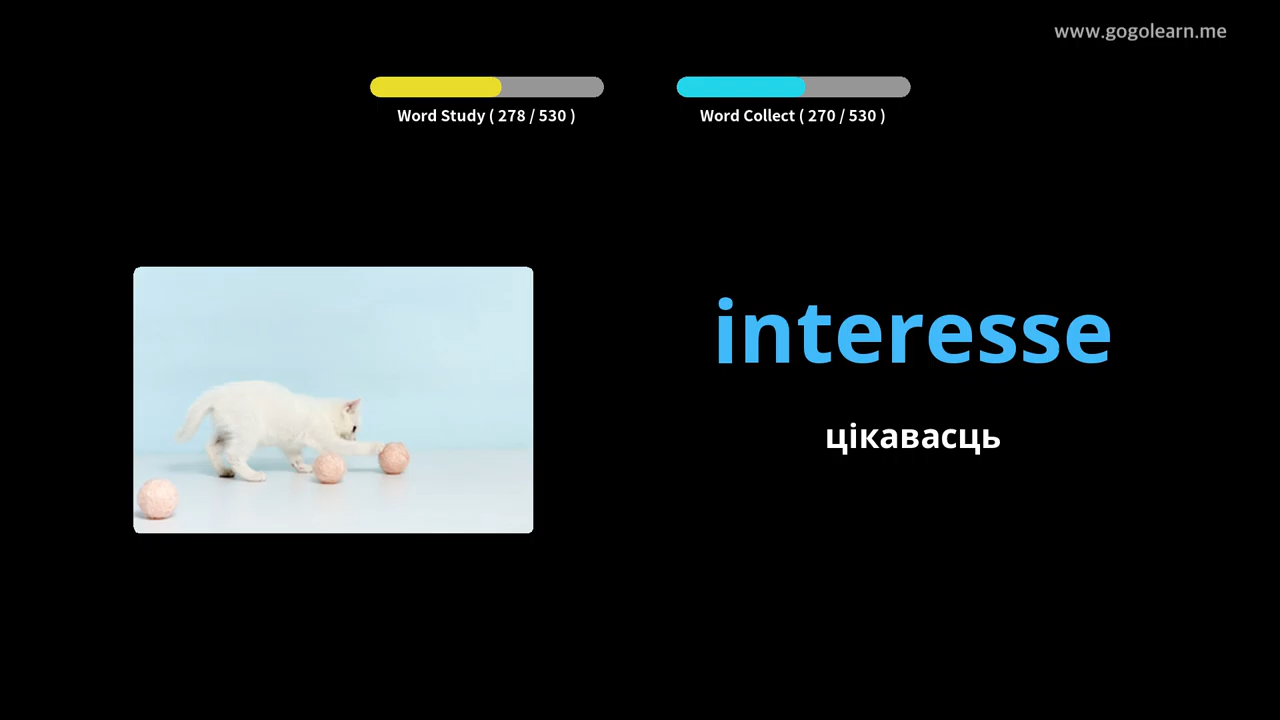 www.gogolearn.me
Word Study ( 278 / 530 )
Word Collect ( 270 / 530 )
interesse
цікавасць